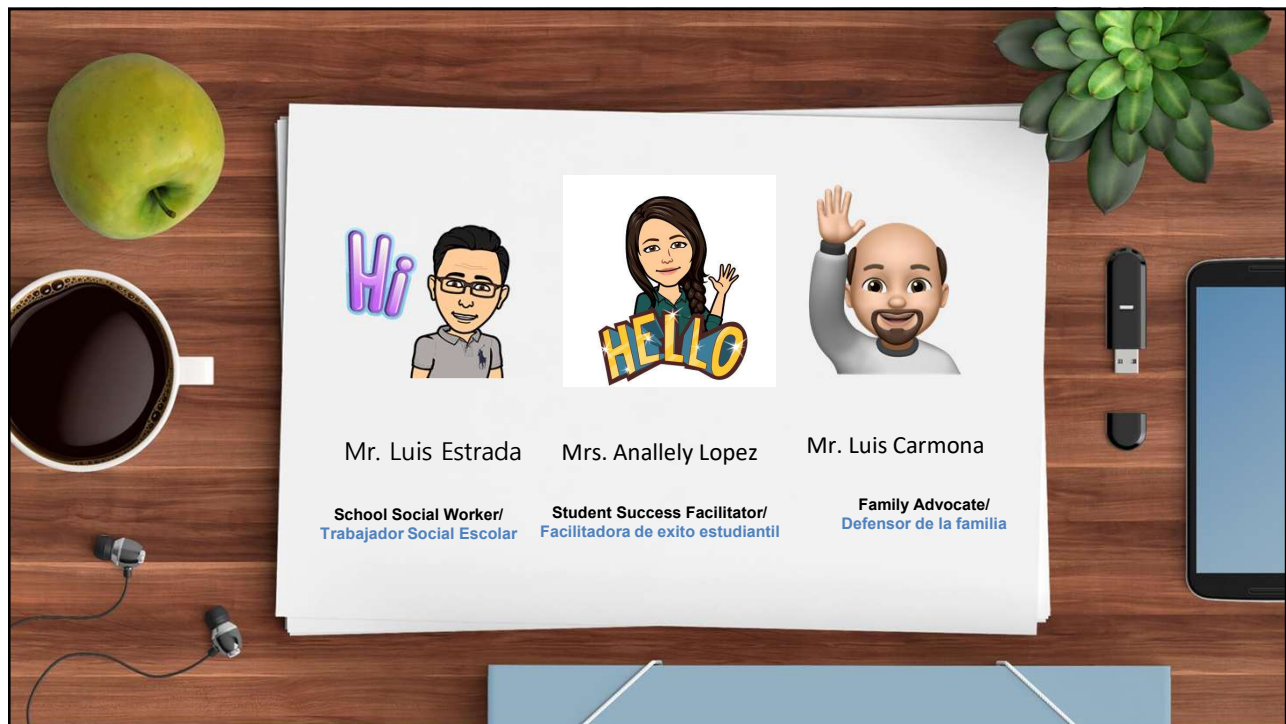 Hi
HELLO
Mr. Luis Estrada
Mrs. Anallely Lopez
Mr. Luis Carmona
School Social Worker/
Trabajador Social Escolar
Student Success Facilitator/
Facilitadora de exito estudiantil
Family Advocate/
Defensor de la familia